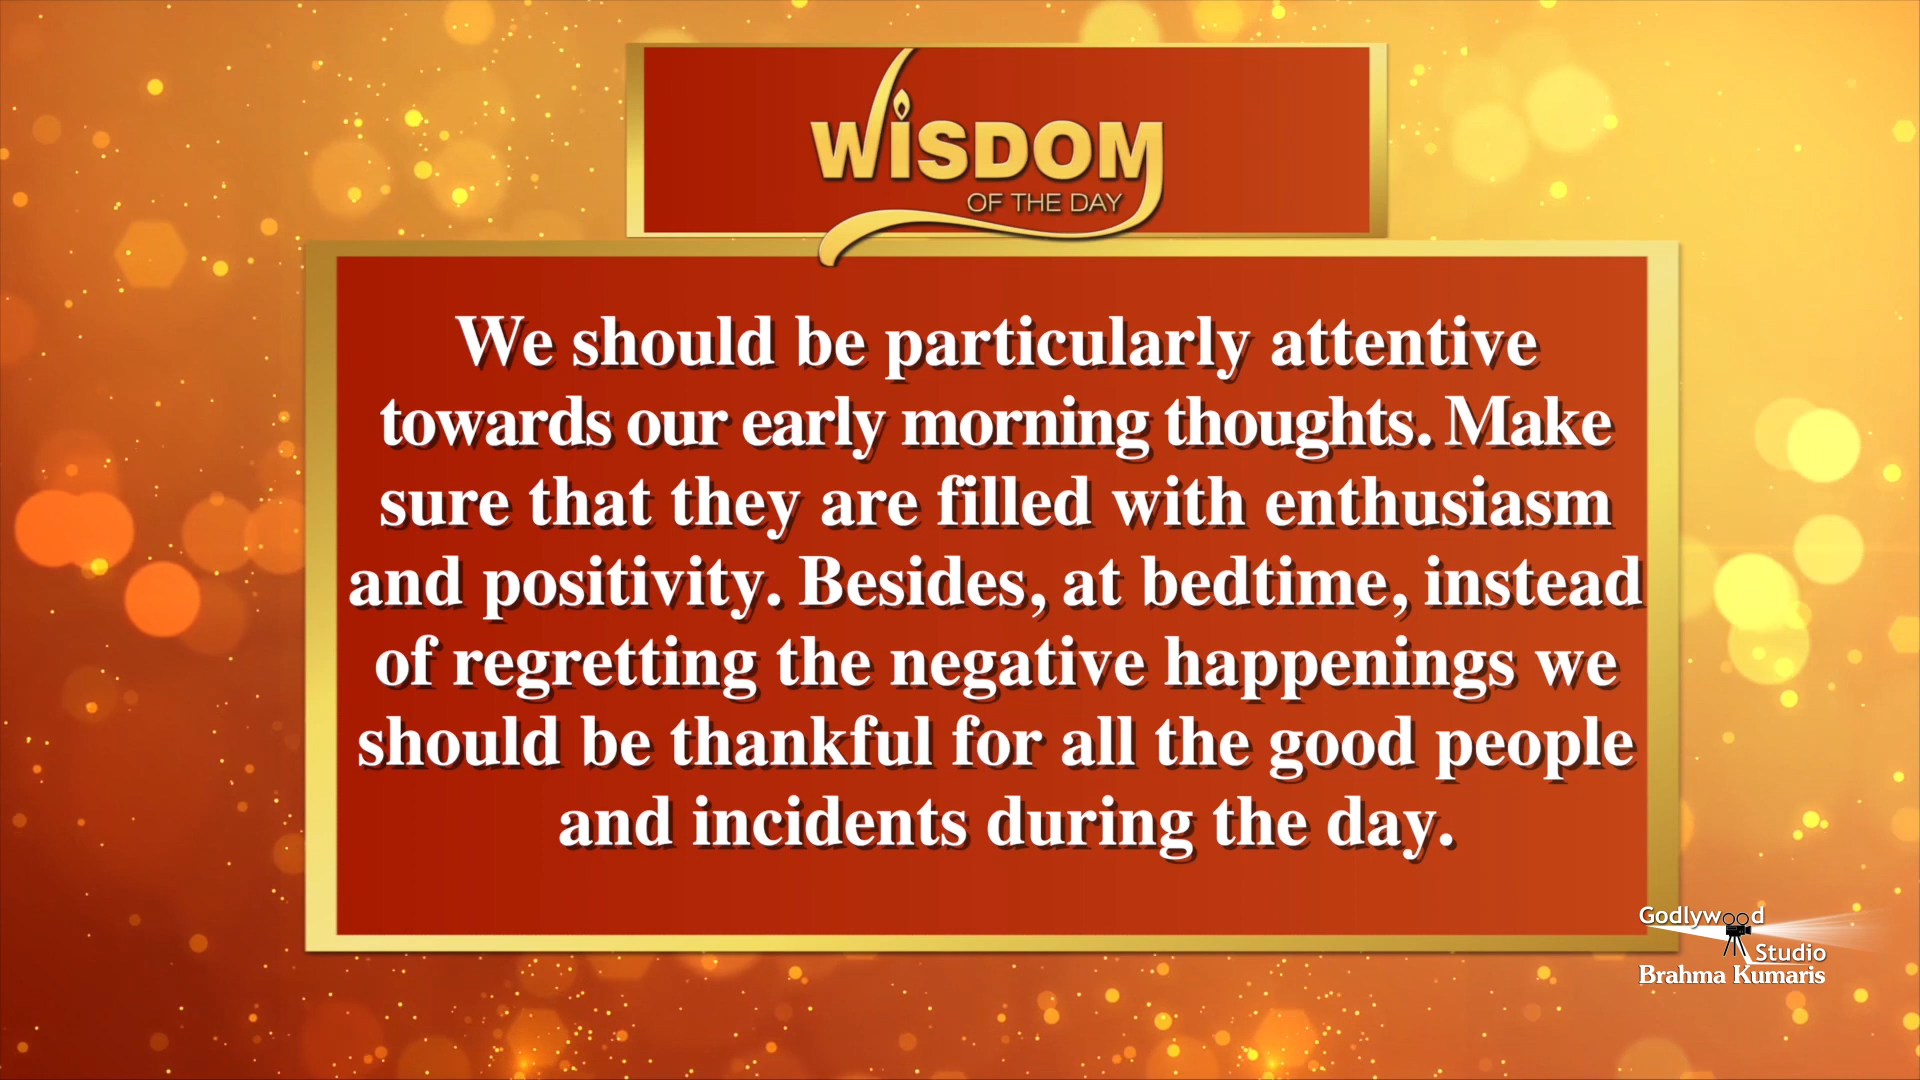 WISDOM
OF THE DAY
We should be particularly attentive
towards our early morning thoughts. Make
sure that they are filled with enthusiasm
and positivity. Besides, at bedtime, instead
of regretting the negative happenings we
should be thankful for all the good people
and incidents during the day.
Godlywood
Studio
Brahma Kumaris